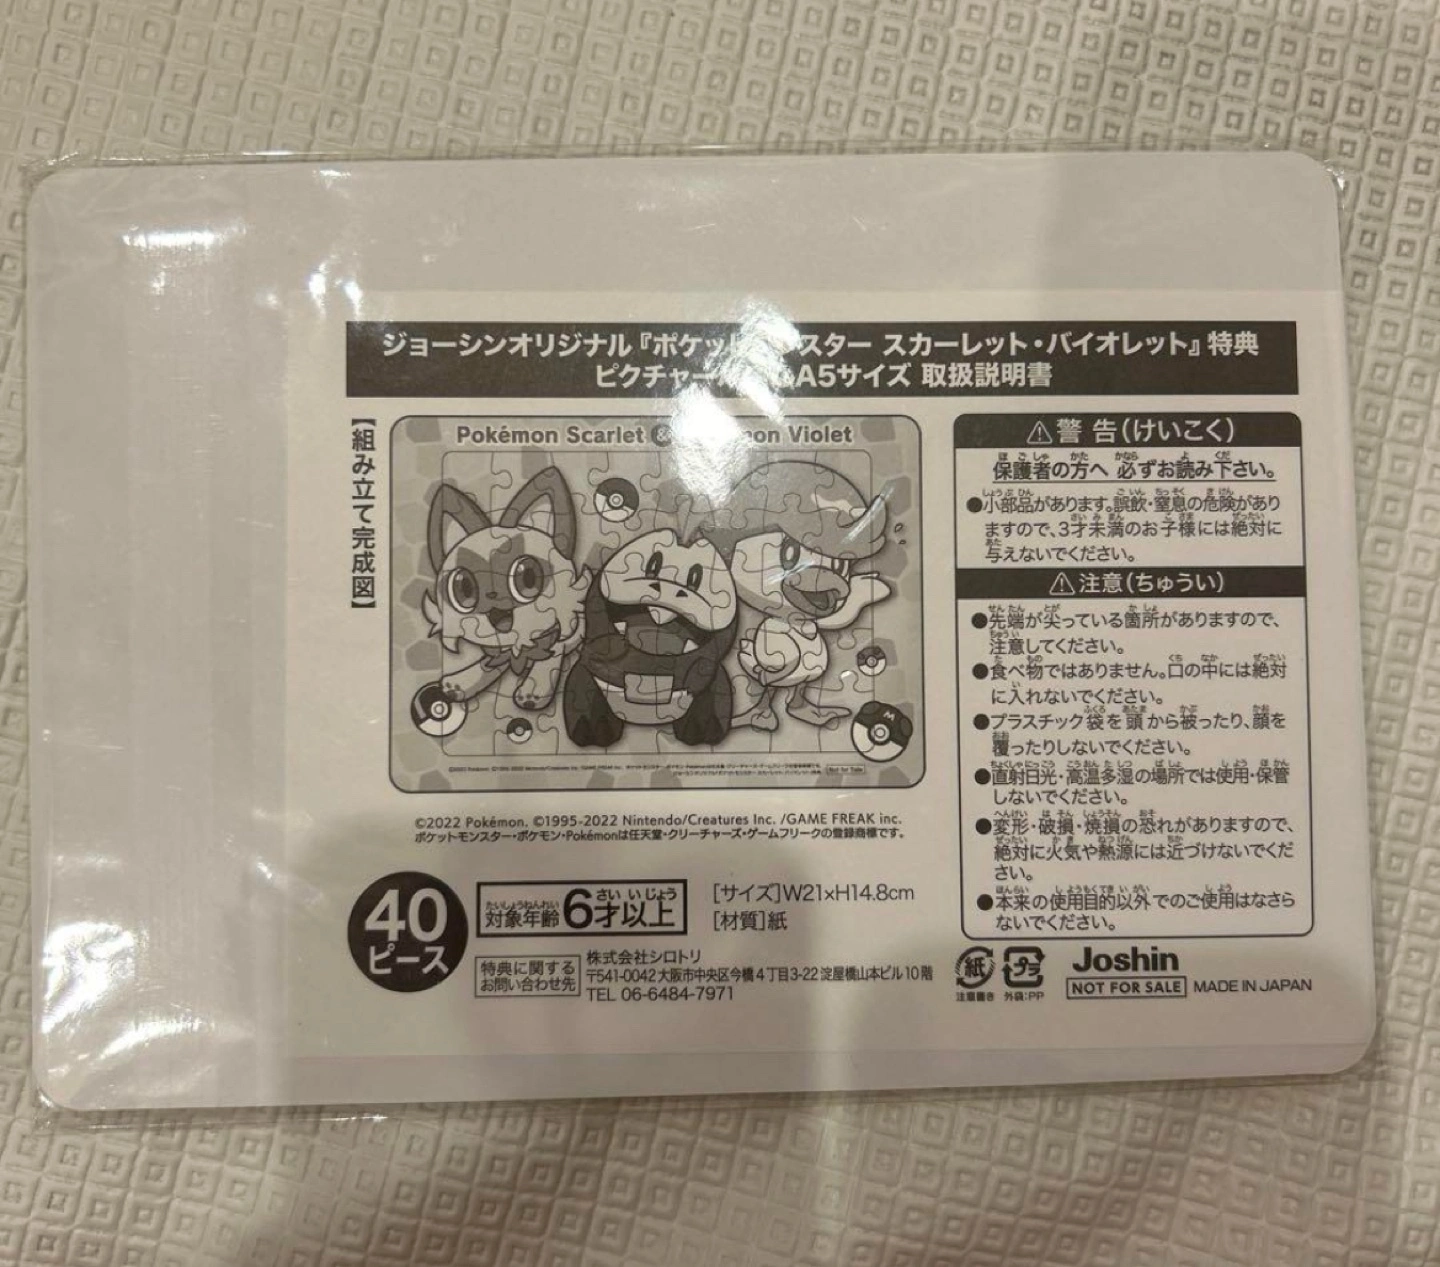 ジョーシンオリジナル『ポケッ スター スカーレット・バイオレット』特典
ピクチャー A5サイズ 取扱説明書
【組み立て完成図】
Pokémon Scarlet & mon Violet
Not for Sale
©2022 Pokémon. ©1995-2022 Nintendo/Creatures Inc. /GAME FREAK inc.
ポケットモンスター・ポケモン・Pokémonは任天堂・クリーチャーズ・ゲームフリークの登録商標です。
40
ピース
対象年齢 6才以上
[サイズ]W21×H14.8cm
[材質]紙
特典に関する
お問い合わせ先
株式会社シロトリ
〒541-0042 大阪市中央区今橋4丁目3-22 淀屋橋山本ビル10階
TEL 06-6484-7971
⚠警告(けいこく)
保護者の方へ 必ずお読み下さい。
●小部品があります。誤飲・窒息の危険があり
ますので、3才未満のお子様には絶対に
与えないでください。
⚠注意(ちゅうい)
●先端が尖っている箇所がありますので、
注意してください。
●食べ物ではありません。口の中には絶対
に入れないでください。
●プラスチック袋を頭から被ったり、顔を
覆ったりしないでください。
●直射日光・高温多湿の場所では使用・保管
しないでください。
●変形・破損・焼損の恐れがありますので、
絶対に火気や熱源には近づけないでくだ
さい。
●本来の使用目的以外でのご使用はなさら
ないでください。
紙
注意書き
プラ
外袋:PP
Joshin
NOT FOR SALE MADE IN JAPAN